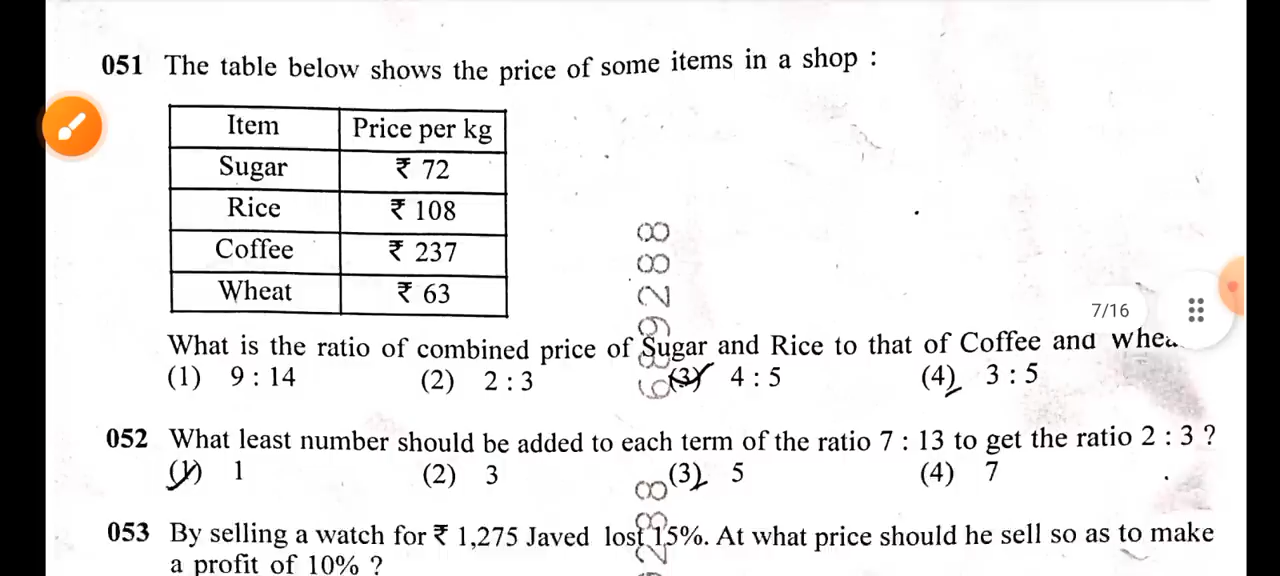 051 The table below shows the price of some items in a shop :
Item Price per kg
Sugar ₹ 72
Rice ₹ 108
Coffee ₹ 237
Wheat ₹ 63
6889288
7/16
What is the ratio of combined price of Sugar and Rice to that of Coffee and
(1) 9 : 14 (2) 2 : 3 (3) 4 : 5 (4) 3 : 5
052 What least number should be added to each term of the ratio 7 : 13 to get the ratio 2 : 3 ?
(1) 1 (2) 3 (3) 5 (4) 7
053 By selling a watch for ₹ 1,275 Javed lost 15%. At what price should he sell so as to make
a profit of 10% ?